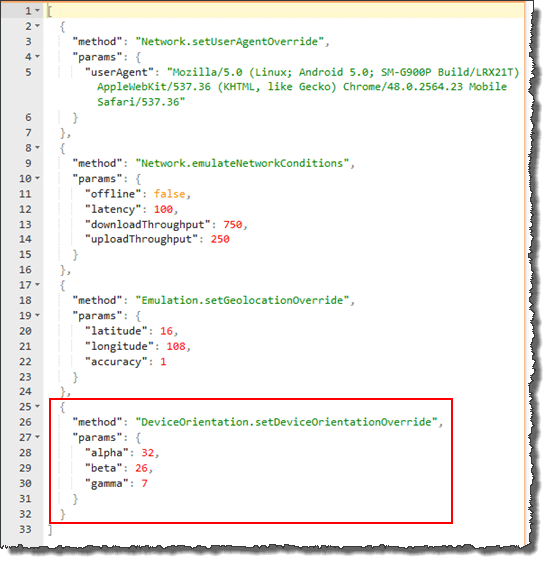 1 [
2 {
3 "method": "Network.setUserAgentOverride",
4 "params": {
5 "userAgent": "Mozilla/5.0 (Linux; Android 5.0; SM-G900P Build/LRX21T)
AppleWebKit/537.36 (KHTML, like Gecko) Chrome/48.0.2564.23 Mobile
Safari/537.36"
6 }
7 },
8 {
9 "method": "Network.emulateNetworkConditions",
10 "params": {
11 "offline": false,
12 "latency": 100,
13 "downloadThroughput": 750,
14 "uploadThroughput": 250
15 }
16 },
17 {
18 "method": "Emulation.setGeolocationOverride",
19 "params": {
20 "latitude": 16,
21 "longitude": 108,
22 "accuracy": 1
23 }
24 },
25 {
26 "method": "DeviceOrientation.setDeviceOrientationOverride",
27 "params": {
28 "alpha": 32,
29 "beta": 26,
30 "gamma": 7
31 }
32 }
33 ]